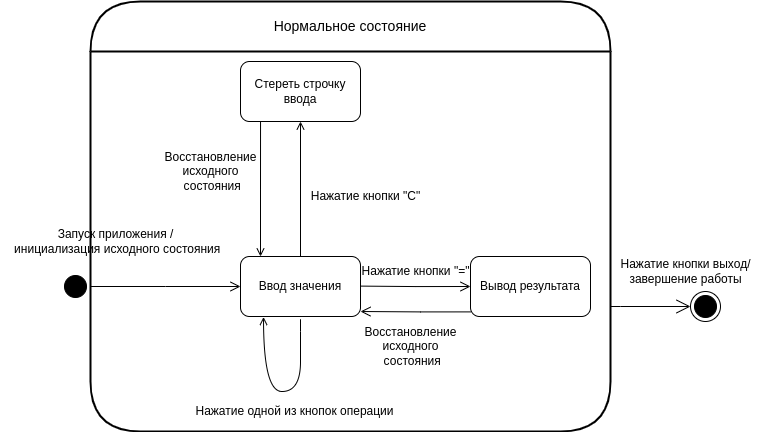 Нормальное состояние
Стереть строчку
ввода
Восстановление
исходного
состояния
Нажатие кнопки "С"
Запуск приложения /
инициализация исходного состояния
Ввод значения
Нажатие кнопки "="
Вывод результата
Нажатие кнопки выход/
завершение работы
Восстановление
исходного
состояния
Нажатие одной из кнопок операции